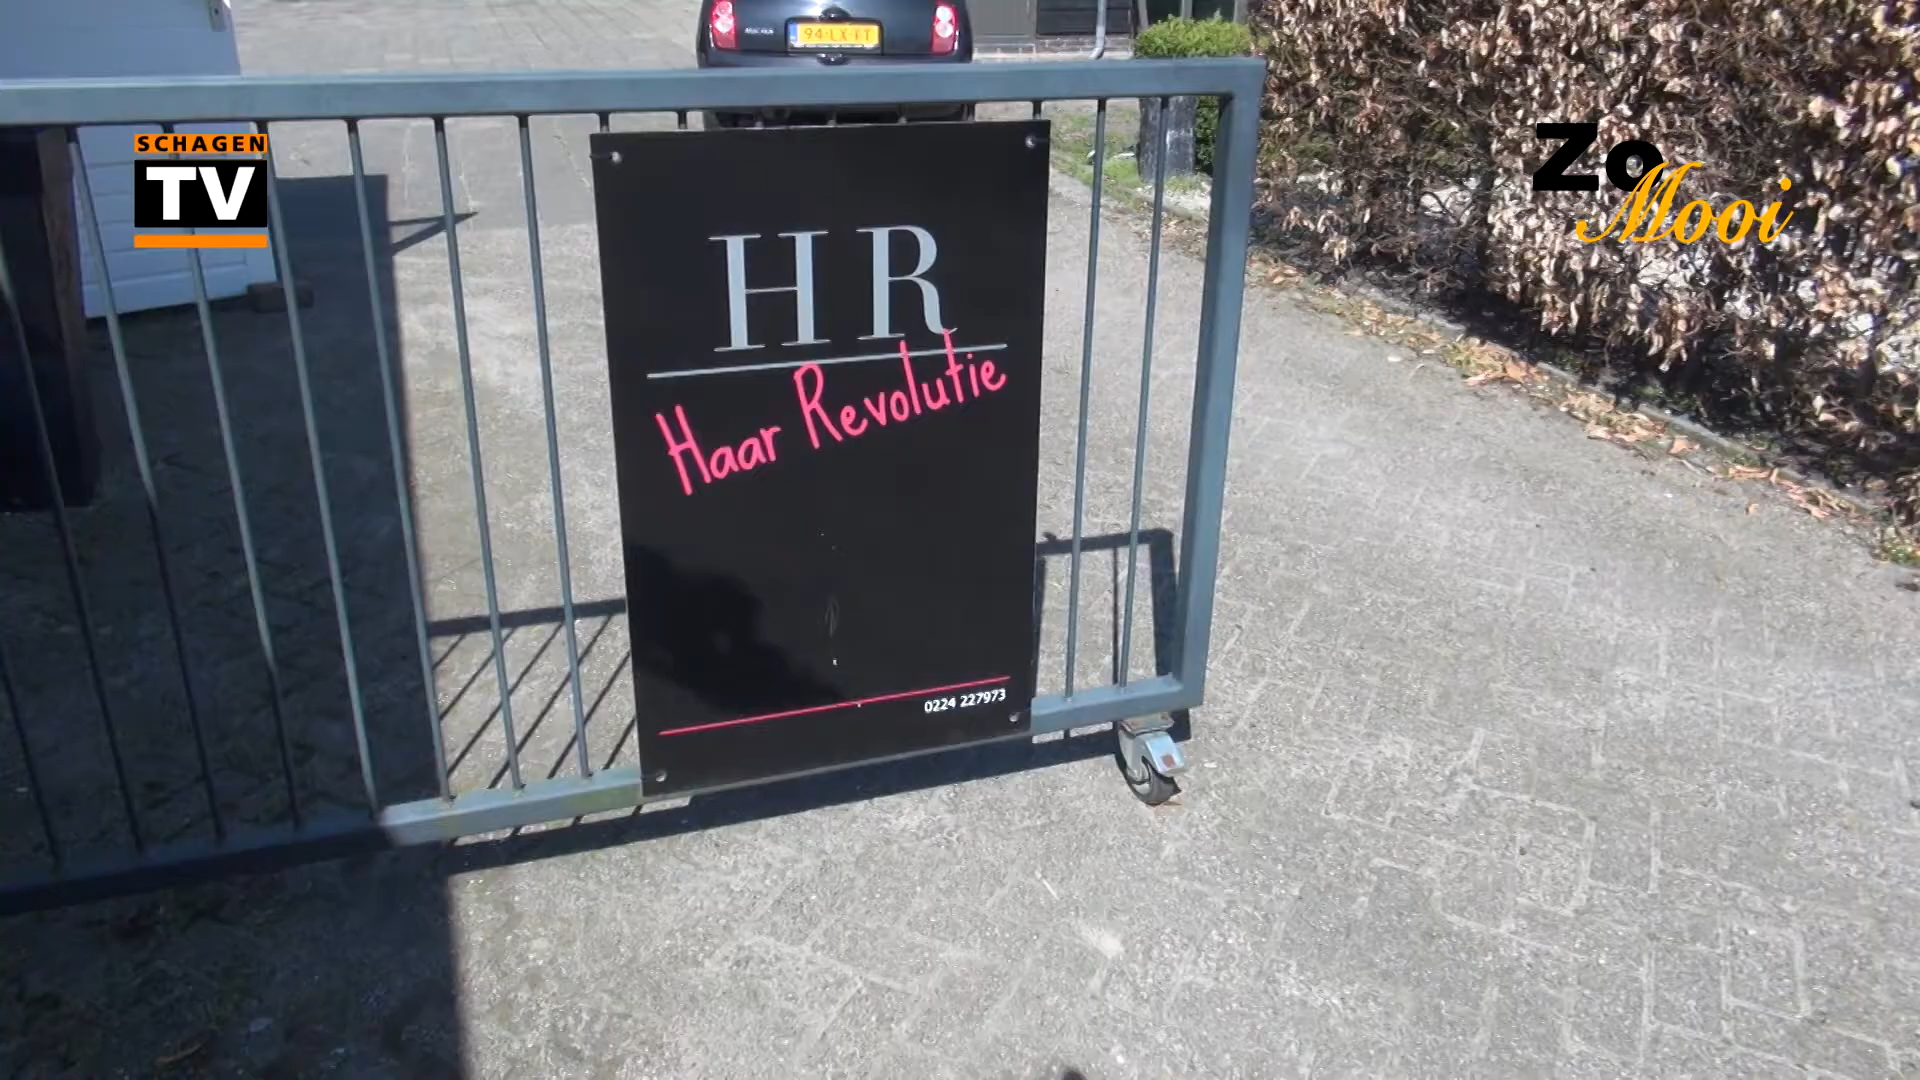 94-LX-FT
SCHAGEN
TV
Zo
Mooi
HR
Haar Revolutie
0224 227973